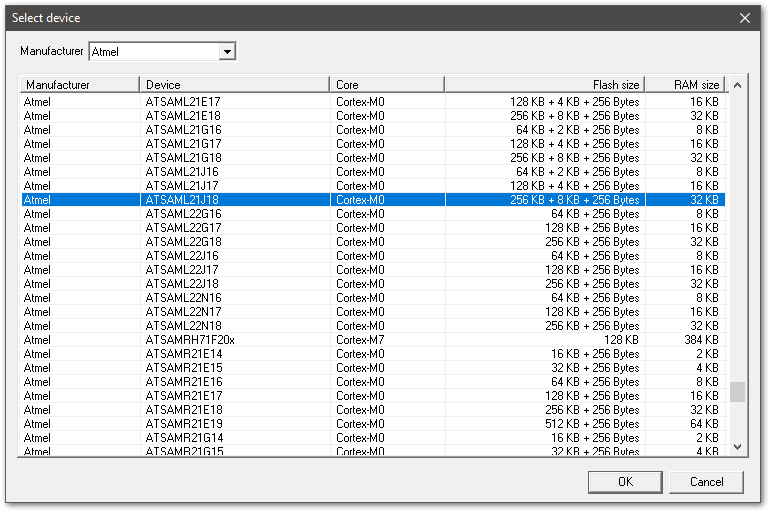 Select device
Manufacturer Atmel
Manufacturer Device Core Flash size RAM size
Atmel ATSAML21E17 Cortex-M0 128 KB + 4 KB + 256 Bytes 16 KB
Atmel ATSAML21E18 Cortex-M0 256 KB + 8 KB + 256 Bytes 32 KB
Atmel ATSAML21G16 Cortex-M0 64 KB + 2 KB + 256 Bytes 8 KB
Atmel ATSAML21G17 Cortex-M0 128 KB + 4 KB + 256 Bytes 16 KB
Atmel ATSAML21G18 Cortex-M0 256 KB + 8 KB + 256 Bytes 32 KB
Atmel ATSAML21J16 Cortex-M0 64 KB + 2 KB + 256 Bytes 8 KB
Atmel ATSAML21J17 Cortex-M0 128 KB + 4 KB + 256 Bytes 16 KB
Atmel ATSAML21J18 Cortex-M0 256 KB + 8 KB + 256 Bytes 32 KB
Atmel ATSAML22G16 Cortex-M0 64 KB + 256 Bytes 8 KB
Atmel ATSAML22G17 Cortex-M0 128 KB + 256 Bytes 16 KB
Atmel ATSAML22G18 Cortex-M0 256 KB + 256 Bytes 32 KB
Atmel ATSAML22J16 Cortex-M0 64 KB + 256 Bytes 8 KB
Atmel ATSAML22J17 Cortex-M0 128 KB + 256 Bytes 16 KB
Atmel ATSAML22J18 Cortex-M0 256 KB + 256 Bytes 32 KB
Atmel ATSAML22N16 Cortex-M0 64 KB + 256 Bytes 8 KB
Atmel ATSAML22N17 Cortex-M0 128 KB + 256 Bytes 16 KB
Atmel ATSAML22N18 Cortex-M0 256 KB + 256 Bytes 32 KB
Atmel ATSAMRH71F20x Cortex-M7 128 KB 384 KB
Atmel ATSAMR21E14 Cortex-M0 16 KB + 256 Bytes 2 KB
Atmel ATSAMR21E15 Cortex-M0 32 KB + 256 Bytes 4 KB
Atmel ATSAMR21E16 Cortex-M0 64 KB + 256 Bytes 8 KB
Atmel ATSAMR21E17 Cortex-M0 128 KB + 256 Bytes 16 KB
Atmel ATSAMR21E18 Cortex-M0 256 KB + 256 Bytes 32 KB
Atmel ATSAMR21E19 Cortex-M0 512 KB + 256 Bytes 64 KB
Atmel ATSAMR21G14 Cortex-M0 16 KB + 256 Bytes 2 KB
Atmel ATSAMR21G15 Cortex-M0 32 KB + 256 Bytes 4 KB
OK Cancel